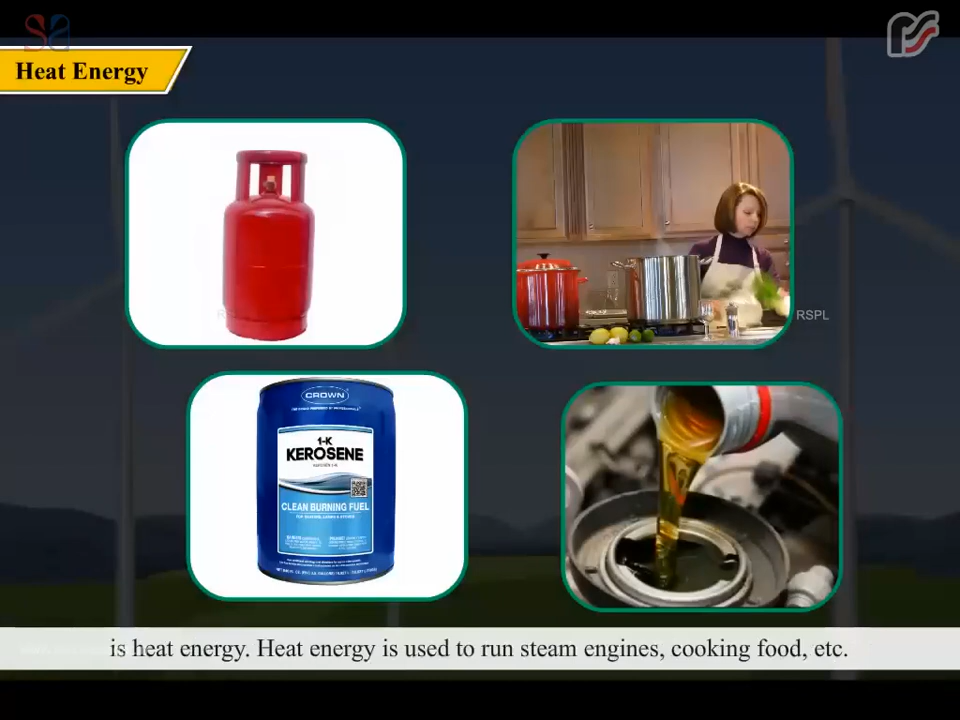 Heat Energy
RSPL
CROWN
1-K
KEROSENE
CLEAN BURNING FUEL
is heat energy. Heat energy is used to run steam engines, cooking food, etc.